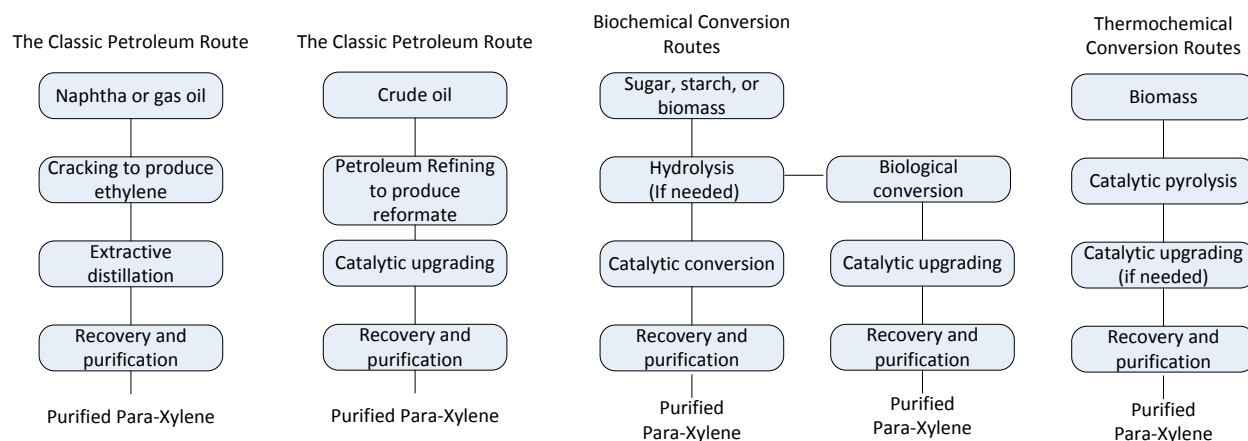 The Classic Petroleum Route
Naphtha or gas oil
Cracking to produce
ethylene
Extractive
distillation
Recovery and
purification
Purified Para-Xylene
The Classic Petroleum Route
Crude oil
Petroleum Refining
to produce
reformate
Catalytic upgrading
Recovery and
purification
Purified Para-Xylene
Biochemical Conversion
Routes
Sugar, starch, or
biomass
Hydrolysis
(If needed)
Catalytic conversion
Recovery and
purification
Purified
Para-Xylene
Biological
conversion
Catalytic upgrading
Recovery and
purification
Purified
Para-Xylene
Thermochemical
Conversion Routes
Biomass
Catalytic pyrolysis
Catalytic upgrading
(if needed)
Recovery and
purification
Purified
Para-Xylene